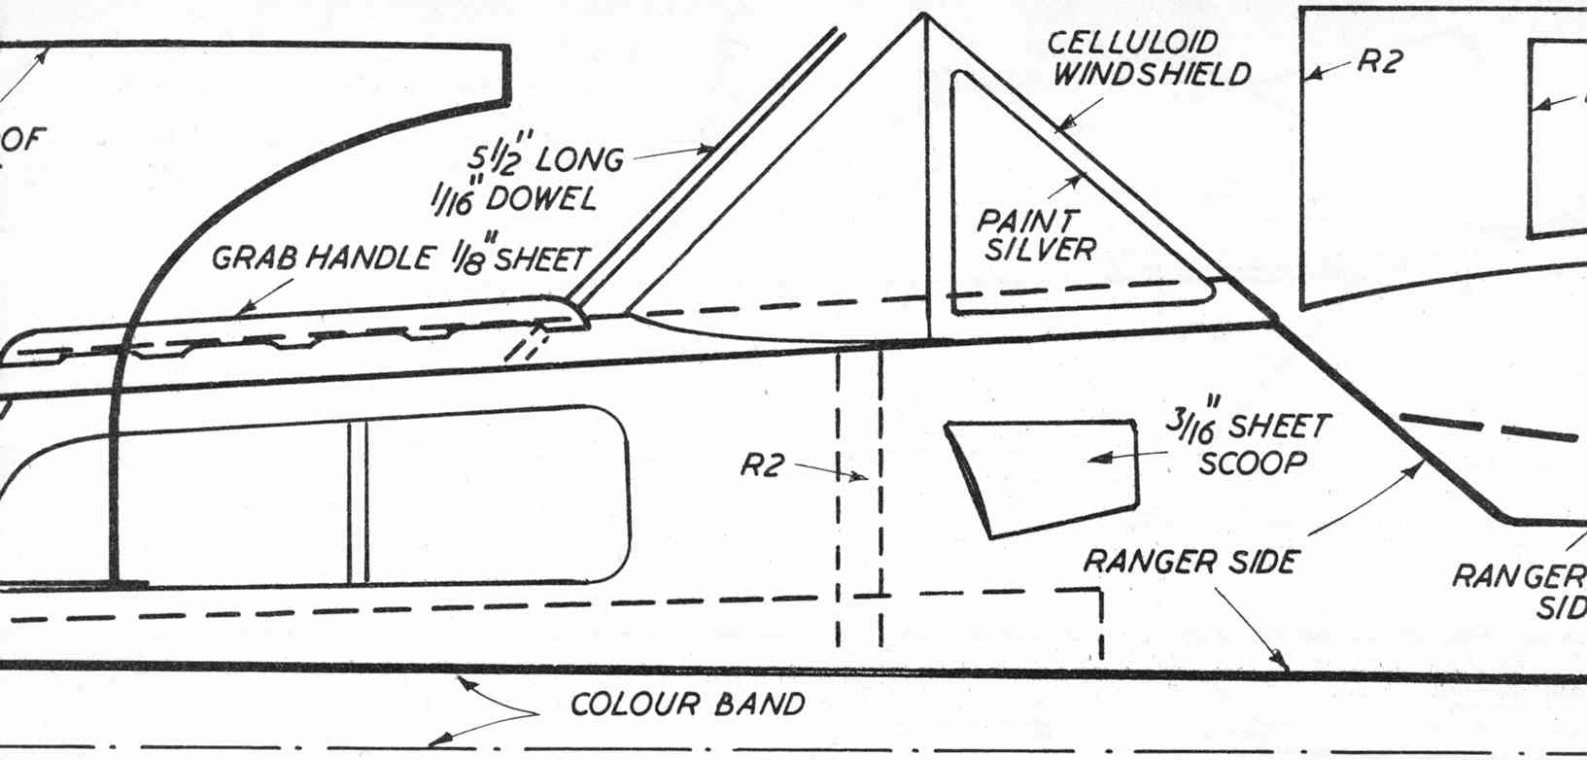 CELLULOID
WINDSHIELD
R2
OF
5 1/2" LONG
1/16" DOWEL
PAINT
SILVER
GRAB HANDLE 1/8" SHEET
3/16" SHEET
SCOOP
R2
RANGER SIDE
RANGER
SID
COLOUR BAND